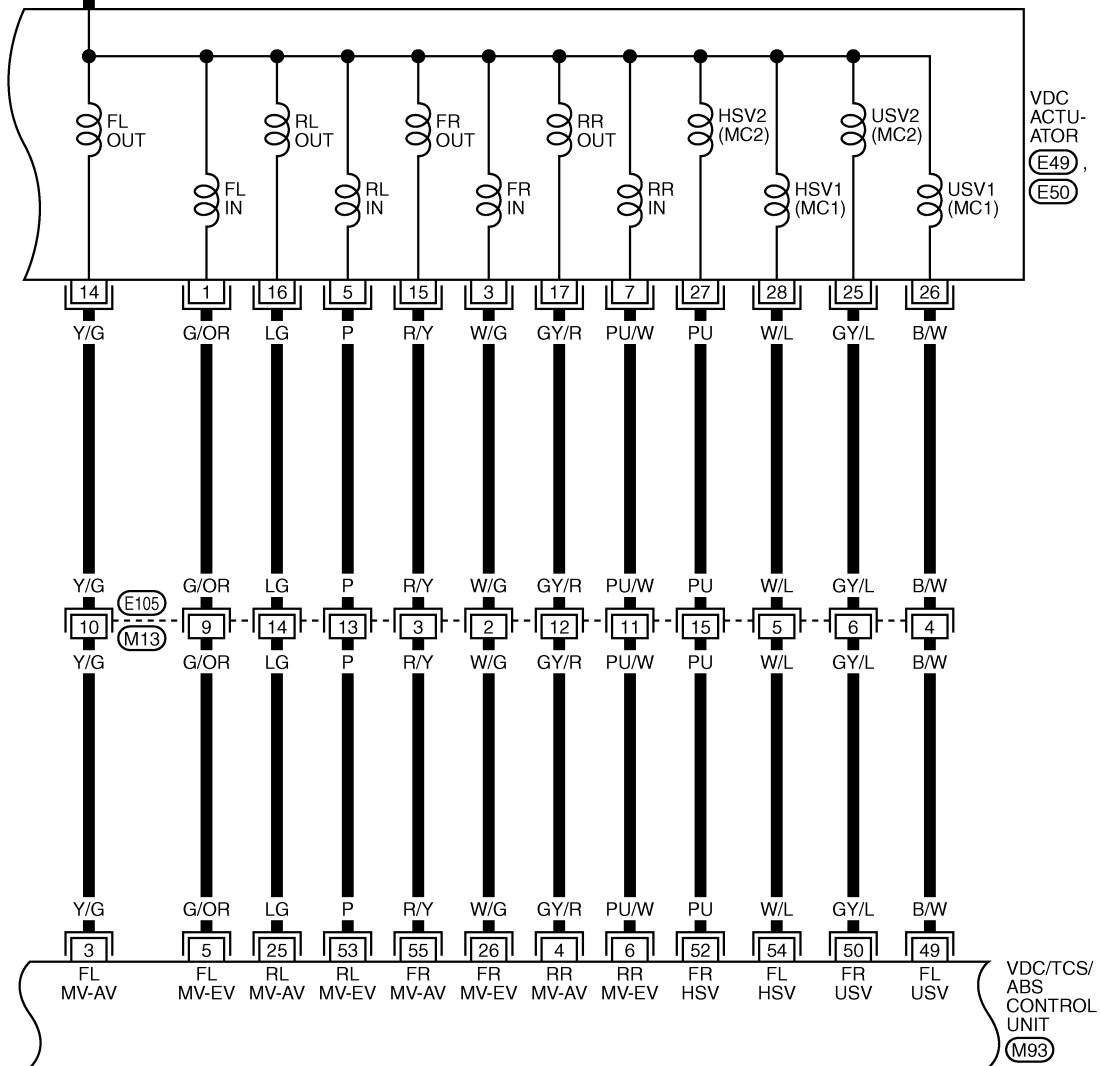 FL RL FR RR HSV2 USV2
OUT OUT OUT OUT (MC2) (MC2)
FL RL FR RR HSV1 USV1
IN IN IN IN (MC1) (MC1)
VDC
ACTU-
ATOR
E49 ,
E50
14 1 16 5 15 3 17 7 27 28 25 26
Y/G G/OR LG P R/Y W/G GY/R PU/W PU W/L GY/L B/W
Y/G G/OR LG P R/Y W/G GY/R PU/W PU W/L GY/L B/W
E105
10 9 14 13 3 2 12 11 15 5 6 4
M13
Y/G G/OR LG P R/Y W/G GY/R PU/W PU W/L GY/L B/W
Y/G G/OR LG P R/Y W/G GY/R PU/W PU W/L GY/L B/W
3 5 25 53 55 26 4 6 52 54 50 49
FL FL RL RL FR FR RR RR FR FL FR FL
MV-AV MV-EV MV-AV MV-EV MV-AV MV-EV MV-AV MV-EV HSV HSV USV USV
VDC/TCS/
ABS
CONTROL
UNIT
M93